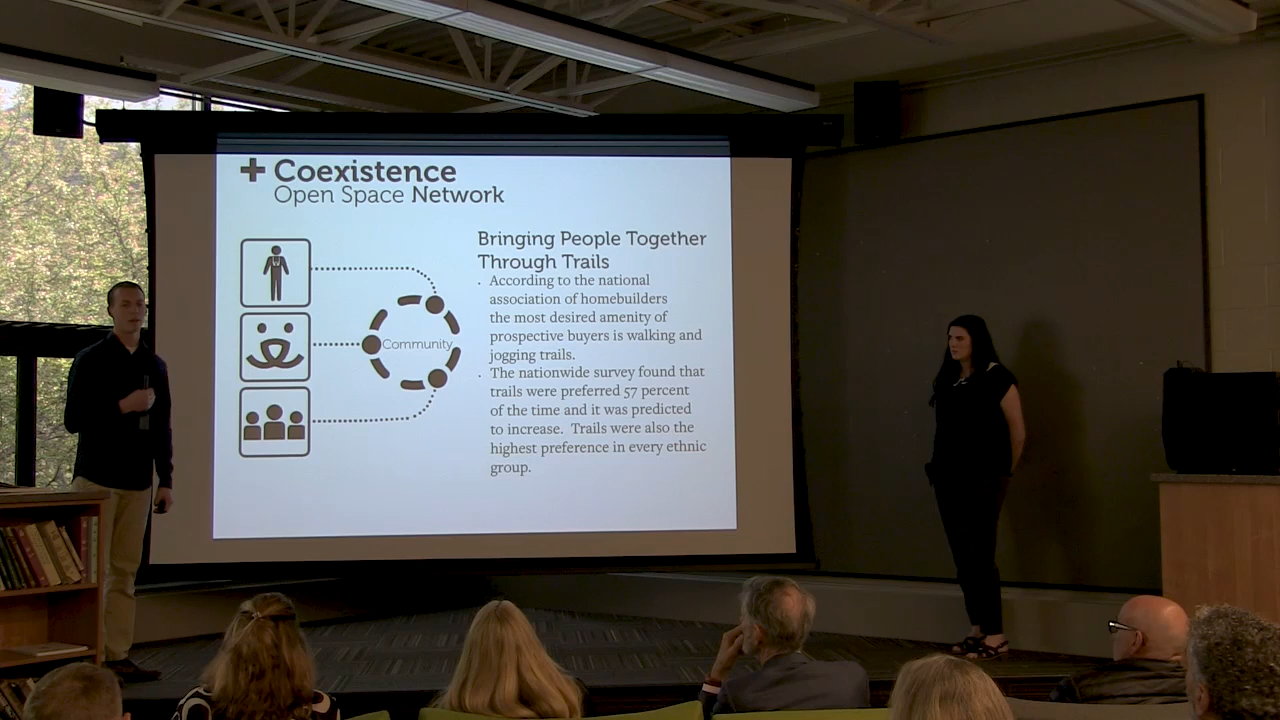 + Coexistence
Open Space Network
Community
Bringing People Together
Through Trails
· According to the national
association of homebuilders
the most desired amenity of
prospective buyers is walking and
jogging trails.
· The nationwide survey found that
trails were preferred 57 percent
of the time and it was predicted
to increase. Trails were also the
highest preference in every ethnic
group.